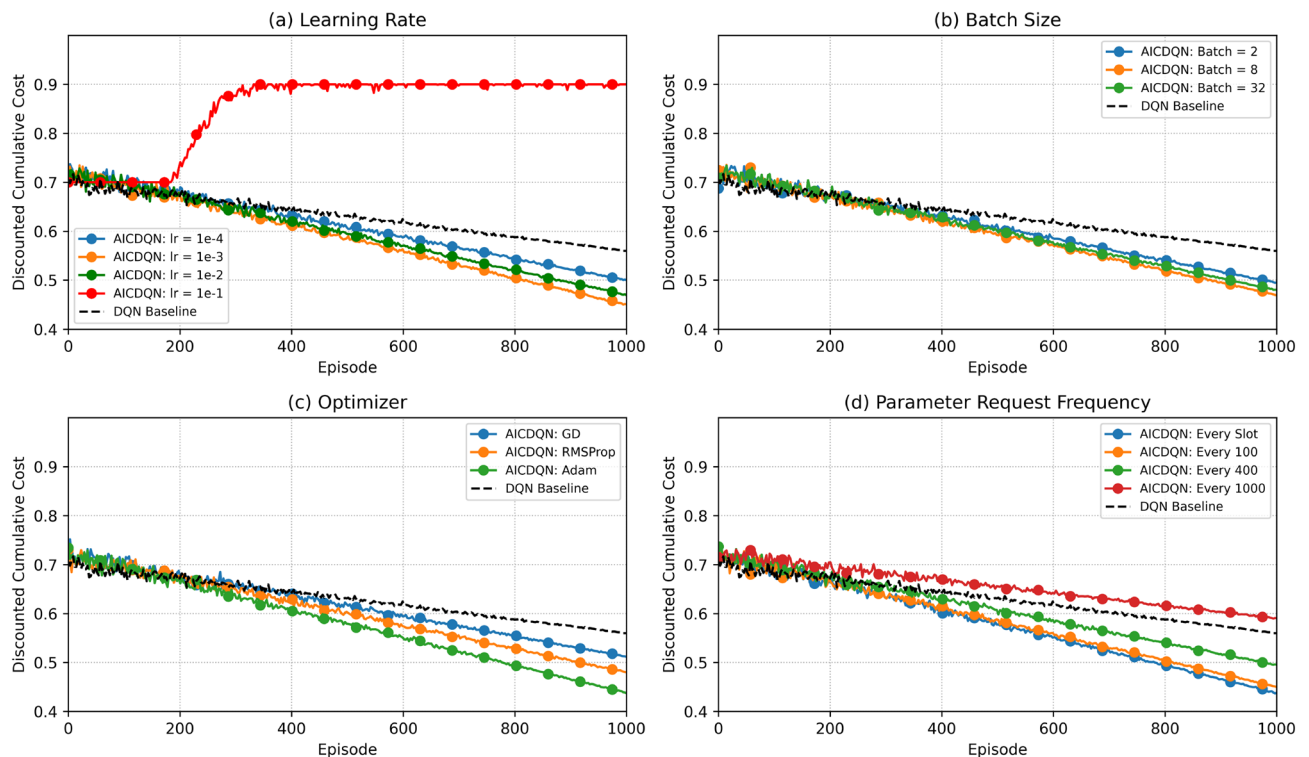 (a) Learning Rate
Discounted Cumulative Cost
0.9
0.8
0.7
0.6
0.5
0.4
AICDQN: lr = 1e-4
AICDQN: lr = 1e-3
AICDQN: lr = 1e-2
AICDQN: lr = 1e-1
DQN Baseline
0 200 400 600 800 1000
Episode
(b) Batch Size
Discounted Cumulative Cost
0.9
0.8
0.7
0.6
0.5
0.4
AICDQN: Batch = 2
AICDQN: Batch = 8
AICDQN: Batch = 32
DQN Baseline
0 200 400 600 800 1000
Episode
(c) Optimizer
Discounted Cumulative Cost
0.9
0.8
0.7
0.6
0.5
0.4
AICDQN: GD
AICDQN: RMSProp
AICDQN: Adam
DQN Baseline
0 200 400 600 800 1000
Episode
(d) Parameter Request Frequency
Discounted Cumulative Cost
0.9
0.8
0.7
0.6
0.5
0.4
AICDQN: Every Slot
AICDQN: Every 100
AICDQN: Every 400
AICDQN: Every 1000
DQN Baseline
0 200 400 600 800 1000
Episode